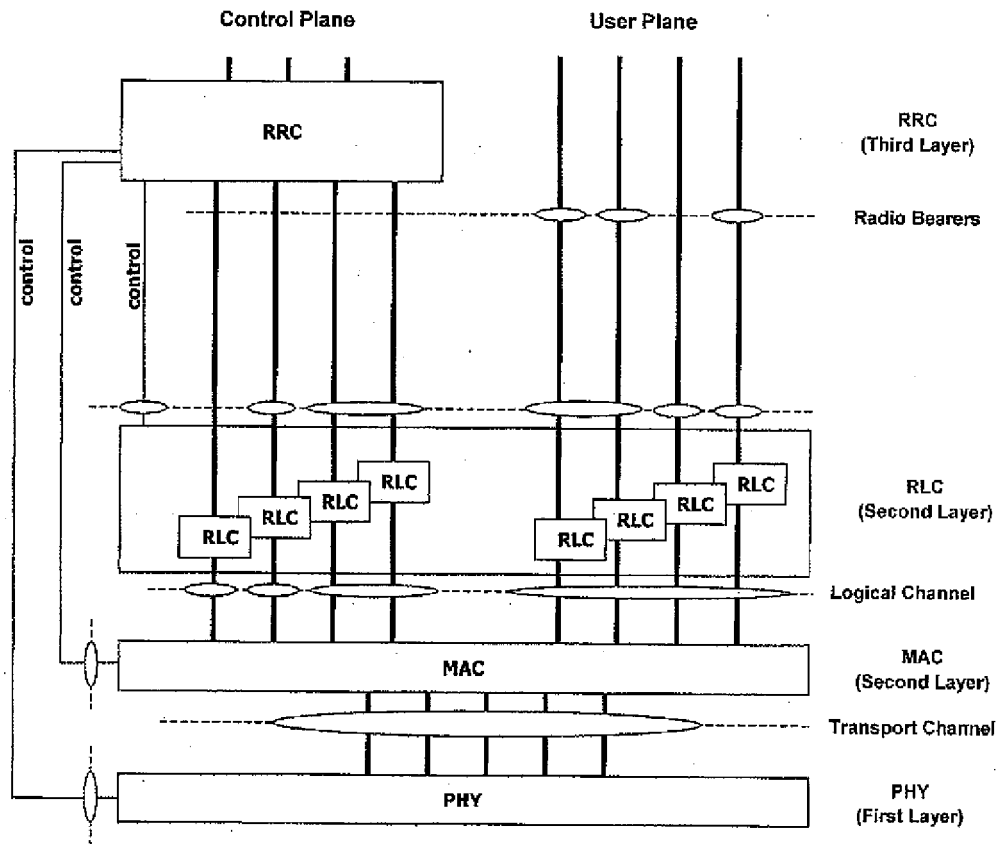 Control Plane
User Plane
RRC
RRC
(Third Layer)
Radio Bearers
control
control
control
RLC
RLC
RLC
RLC
RLC
RLC
RLC
RLC
RLC
(Second Layer)
Logical Channel
MAC
MAC
(Second Layer)
Transport Channel
PHY
PHY
(First Layer)